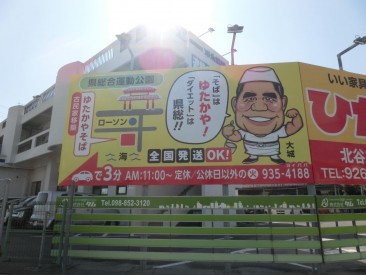 県総合運動公園
ゆたかやそば
ローソン
〜海〜
「そば」は
ゆたかや！
「ダイエット」は
県総！
大城
全国発送OK!
で3分 AM:11:00〜 定休/公休日以外の㊋ 935-4188
いい家具
ひ
北谷
TEL:926
Tel.098-852-3120